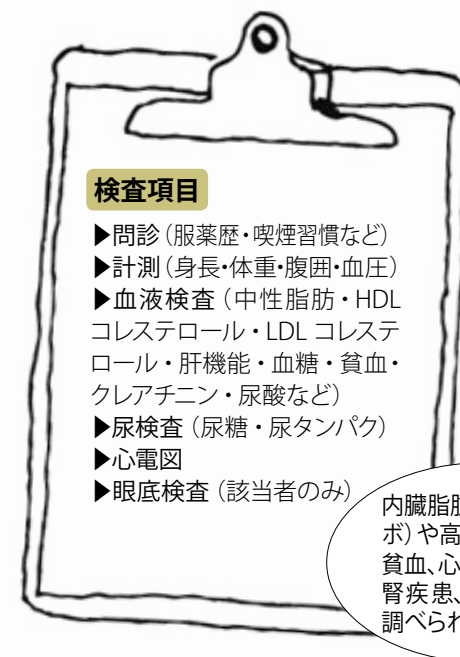 検査項目
▶問診（服薬歴・喫煙習慣など）
▶計測（身長・体重・腹囲・血圧）
▶血液検査（中性脂肪・HDL
コレステロール・LDL コレステ
ロール・肝機能・血糖・貧血・
クレアチニン・尿酸など）
▶尿検査（尿糖・尿タンパク）
▶心電図
▶眼底検査（該当者のみ）
内臓脂肪
ボ）や高
貧血、心
腎疾患、
調べられ